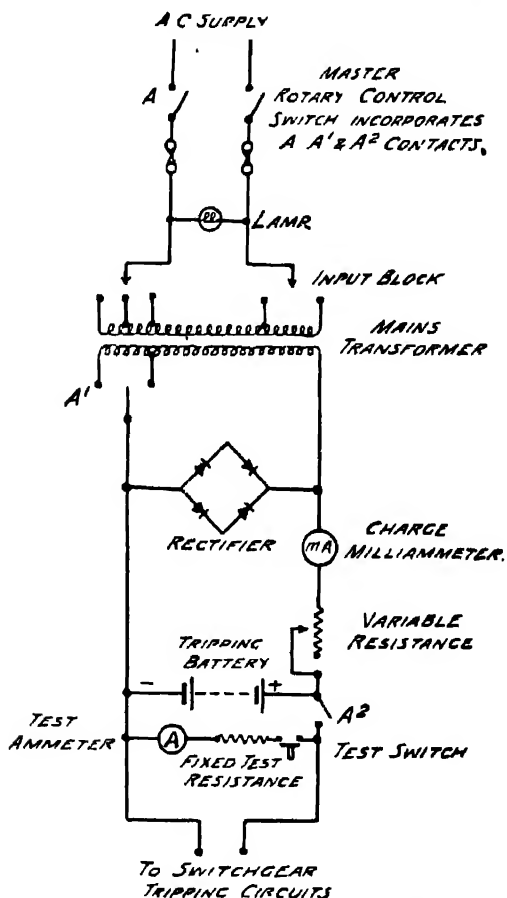 A C SUPPLY
A
MASTER
ROTARY CONTROL
SWITCH INCORPORATES
A A' & A² CONTACTS.
LAMP.
INPUT BLOCK
MAINS
TRANSFORMER
A'
RECTIFIER
mA
CHARGE
MILLIAMMETER.
VARIABLE
RESISTANCE
TRIPPING
BATTERY
- +
A²
TEST
AMMETER
A
FIXED TEST
RESISTANCE
TEST SWITCH
TO SWITCHGEAR
TRIPPING CIRCUITS